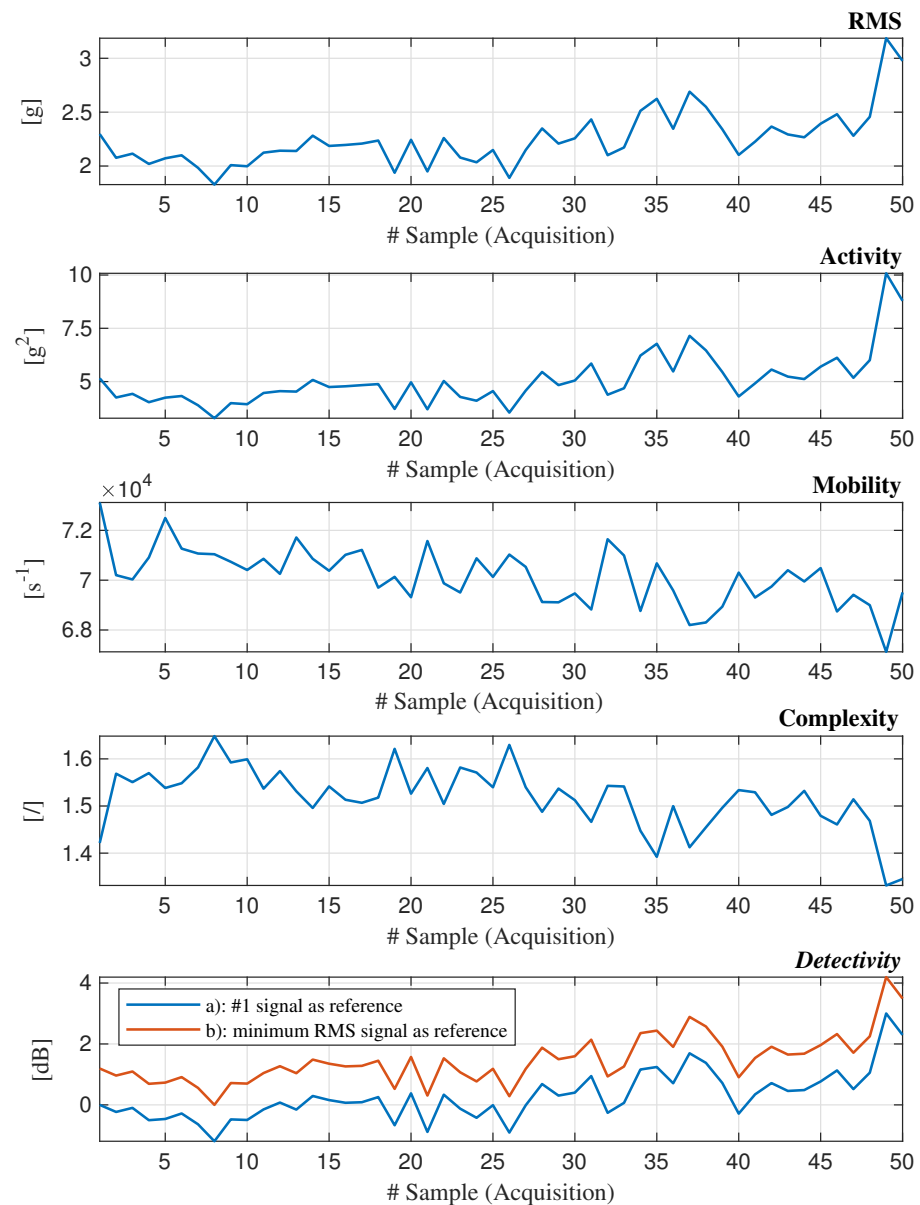 RMS
3
2.5
2
[g]
5 10 15 20 25 30 35 40 45 50
# Sample (Acquisition)
Activity
10
7.5
5
[g²]
5 10 15 20 25 30 35 40 45 50
# Sample (Acquisition)
×10⁴
Mobility
7.2
7
6.8
[s⁻¹]
5 10 15 20 25 30 35 40 45 50
# Sample (Acquisition)
Complexity
1.6
1.5
1.4
[/]
5 10 15 20 25 30 35 40 45 50
# Sample (Acquisition)
Detectivity
4
2
0
[dB]
a): #1 signal as reference
b): minimum RMS signal as reference
5 10 15 20 25 30 35 40 45 50
# Sample (Acquisition)